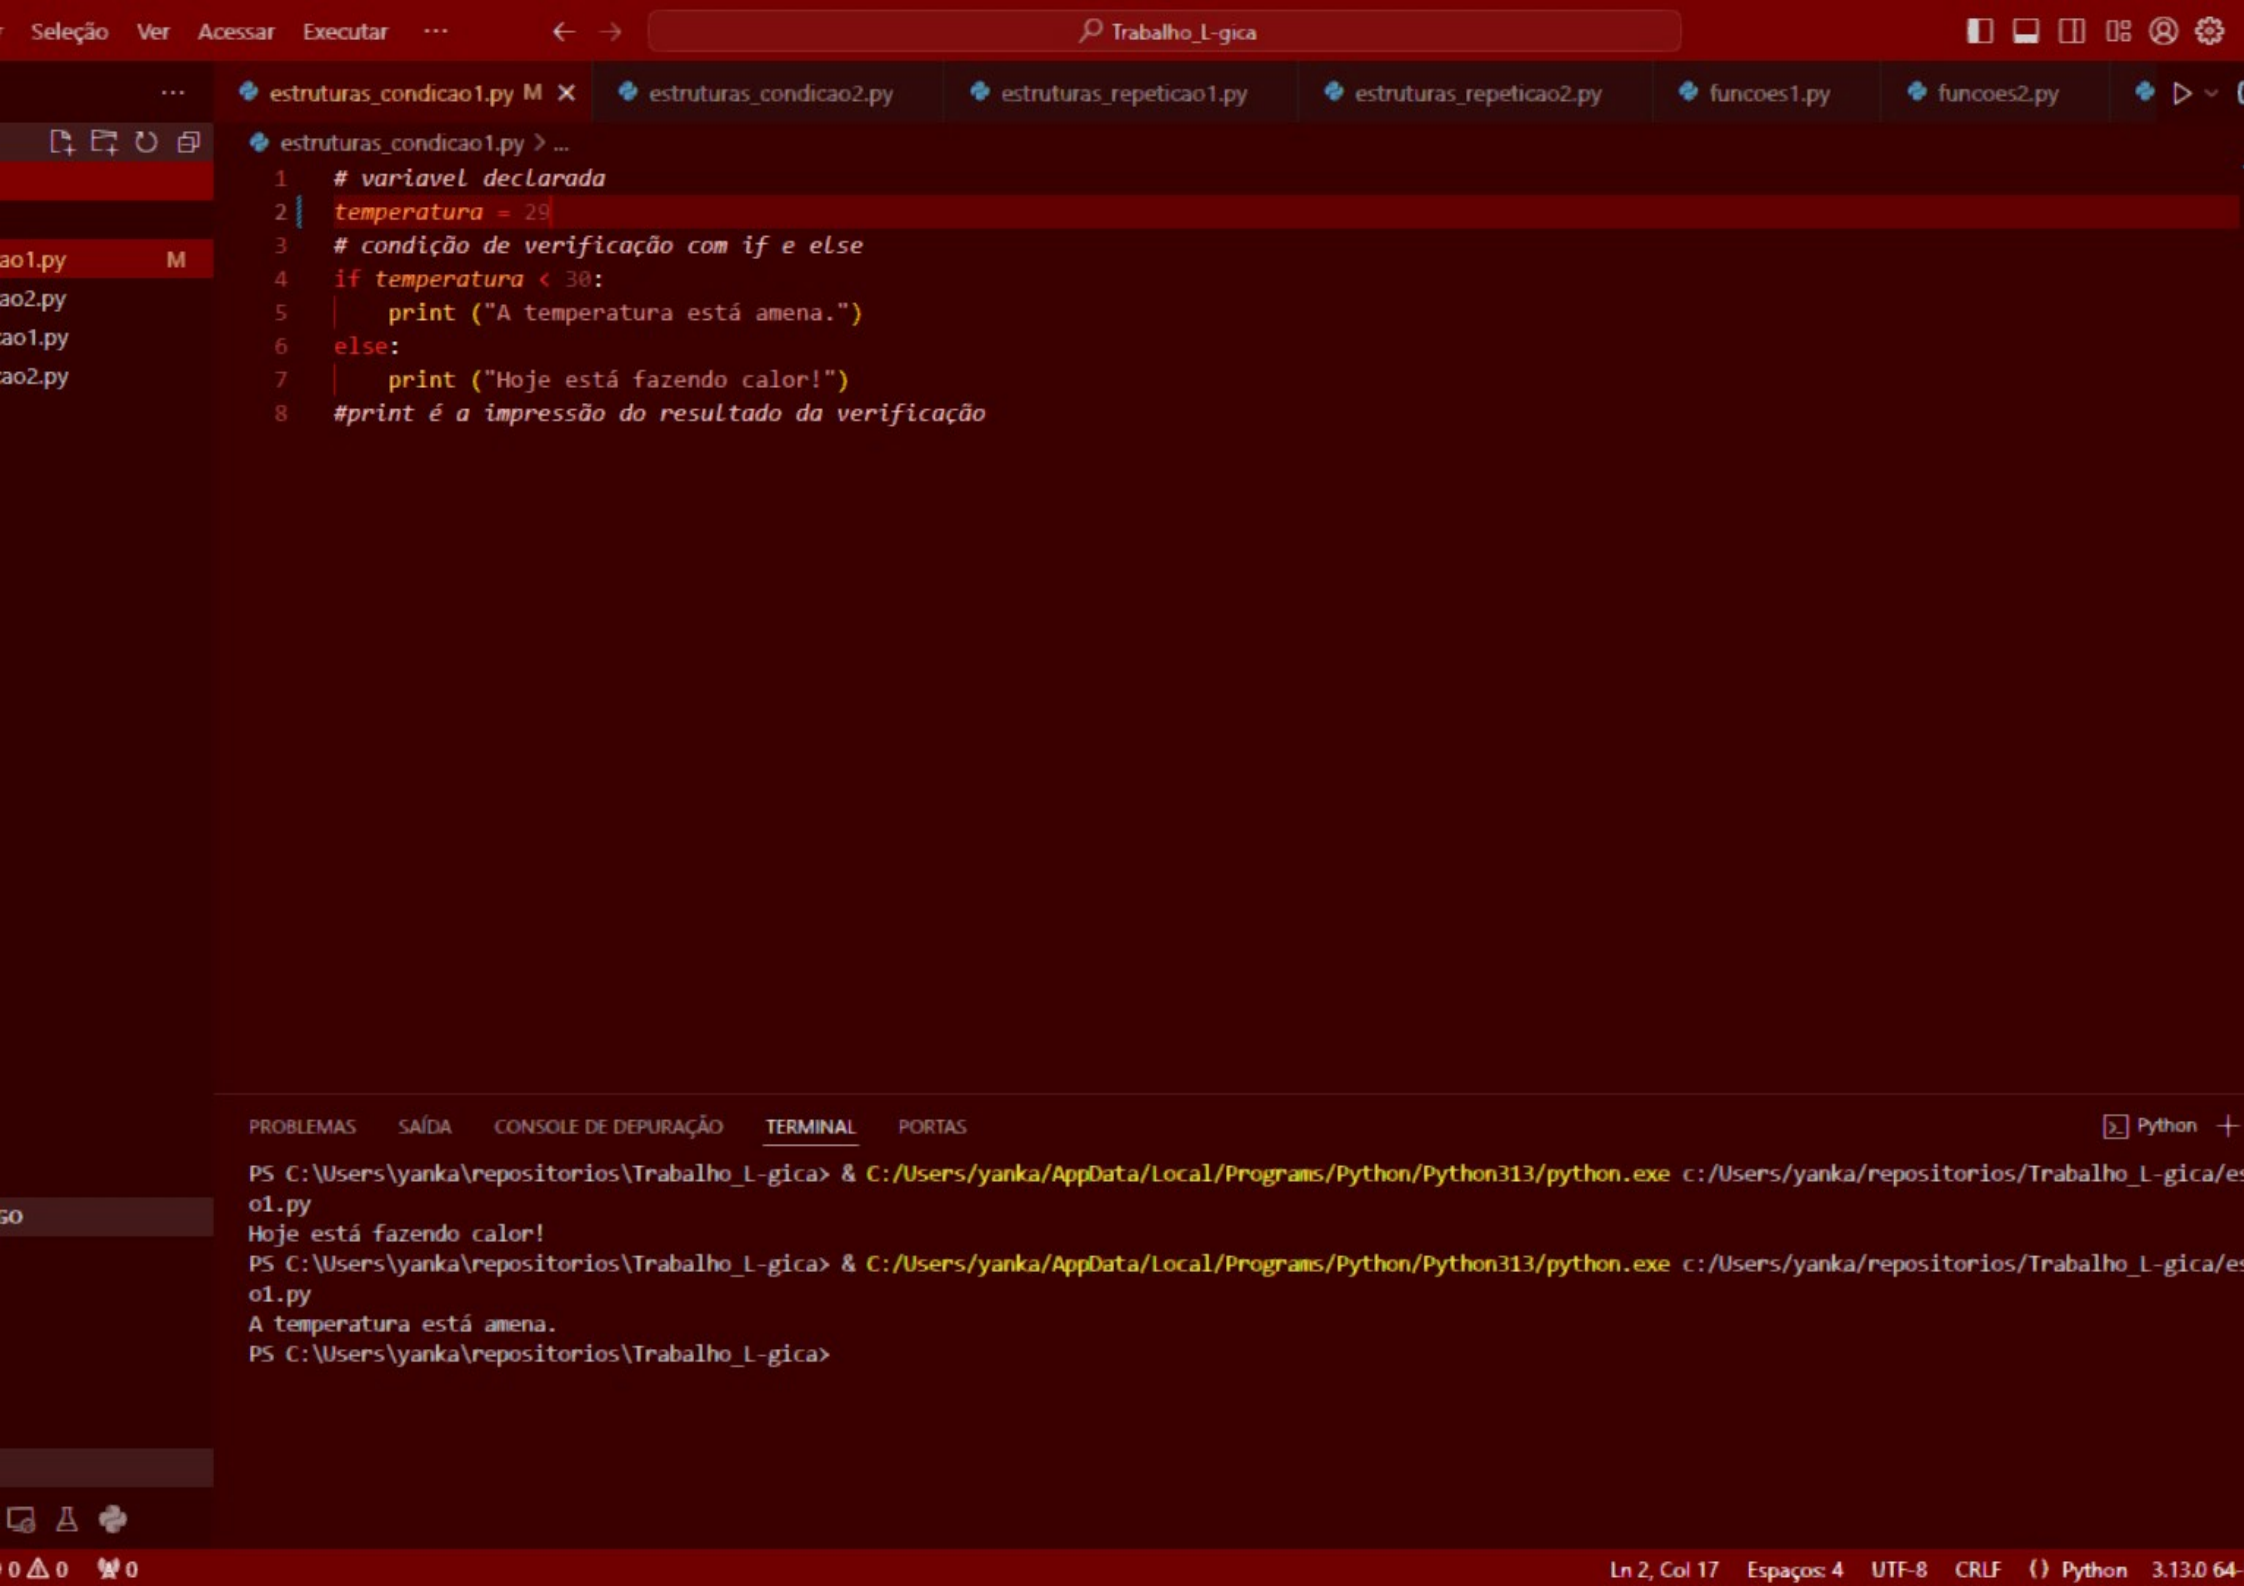 Seleção Ver Acessar Executar ... Trabalho_L-gica
estruturas_condicao1.py M estruturas_condicao2.py estruturas_repeticao1.py estruturas_repeticao2.py funcoes1.py funcoes2.py
estruturas_condicao1.py > ...
1 # variavel declarada
2 temperatura = 29
3 # condição de verificação com if e else
4 if temperatura < 30:
5 print ("A temperatura está amena.")
6 else:
7 print ("Hoje está fazendo calor!")
8 #print é a impressão do resultado da verificação
ao1.py M
ao2.py
ao1.py
ao2.py
PROBLEMAS SAÍDA CONSOLE DE DEPURAÇÃO TERMINAL PORTAS Python
PS C:\Users\yanka\repositorios\Trabalho_L-gica> & C:/Users/yanka/AppData/Local/Programs/Python/Python313/python.exe c:/Users/yanka/repositorios/Trabalho_L-gica/es
o1.py
Hoje está fazendo calor!
PS C:\Users\yanka\repositorios\Trabalho_L-gica> & C:/Users/yanka/AppData/Local/Programs/Python/Python313/python.exe c:/Users/yanka/repositorios/Trabalho_L-gica/es
o1.py
A temperatura está amena.
PS C:\Users\yanka\repositorios\Trabalho_L-gica>
GO
0 0 0 Ln 2, Col 17 Espaços: 4 UTF-8 CRLF {} Python 3.13.0 64-